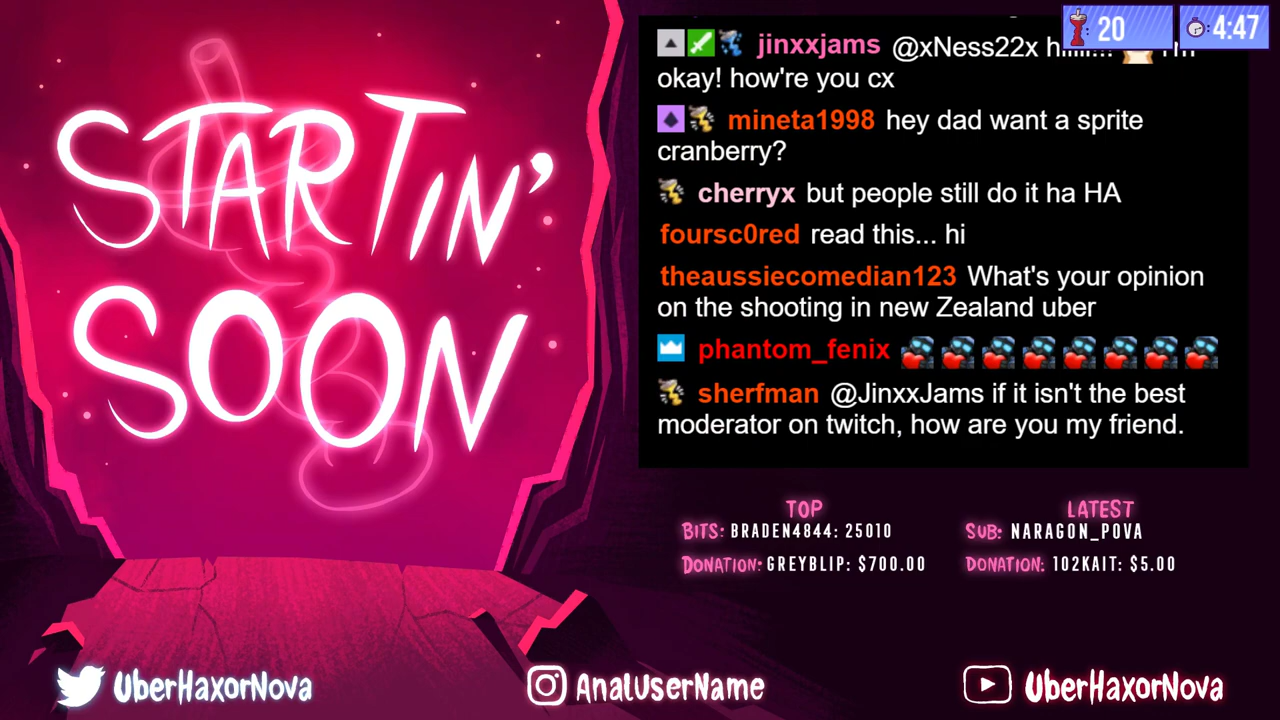 STARTIN'
SOON
20
4:47
jinxxjams @xNess22x hiiiii!!! I'm
okay! how're you cx
mineta1998 hey dad want a sprite
cranberry?
cherryx but people still do it ha HA
foursc0red read this... hi
theaussiecomedian123 What's your opinion
on the shooting in new Zealand uber
phantom_fenix
sherfman @JinxxJams if it isn't the best
moderator on twitch, how are you my friend.
TOP
BITS: BRADEN4844: 25010
DONATION: GREYBLIP: $700.00
LATEST
SUB: NARAGON_POVA
DONATION: 102KAIT: $5.00
UberHaxorNova
AnalUserName
UberHaxorNova